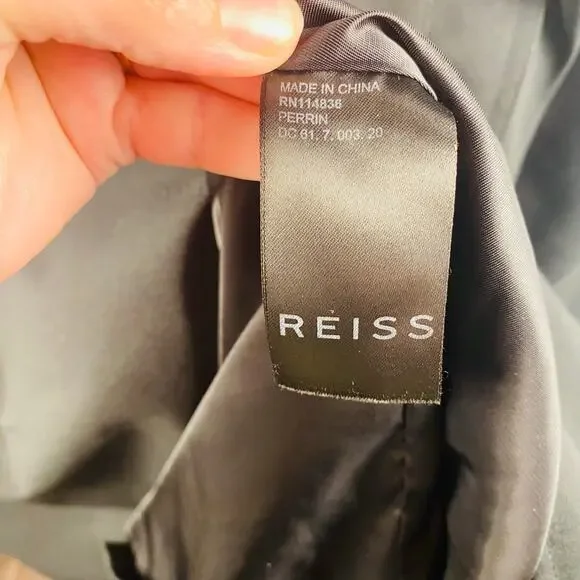 MADE IN CHINA
RN114836
PERRIN
DC 61. 7. 003. 20
REISS